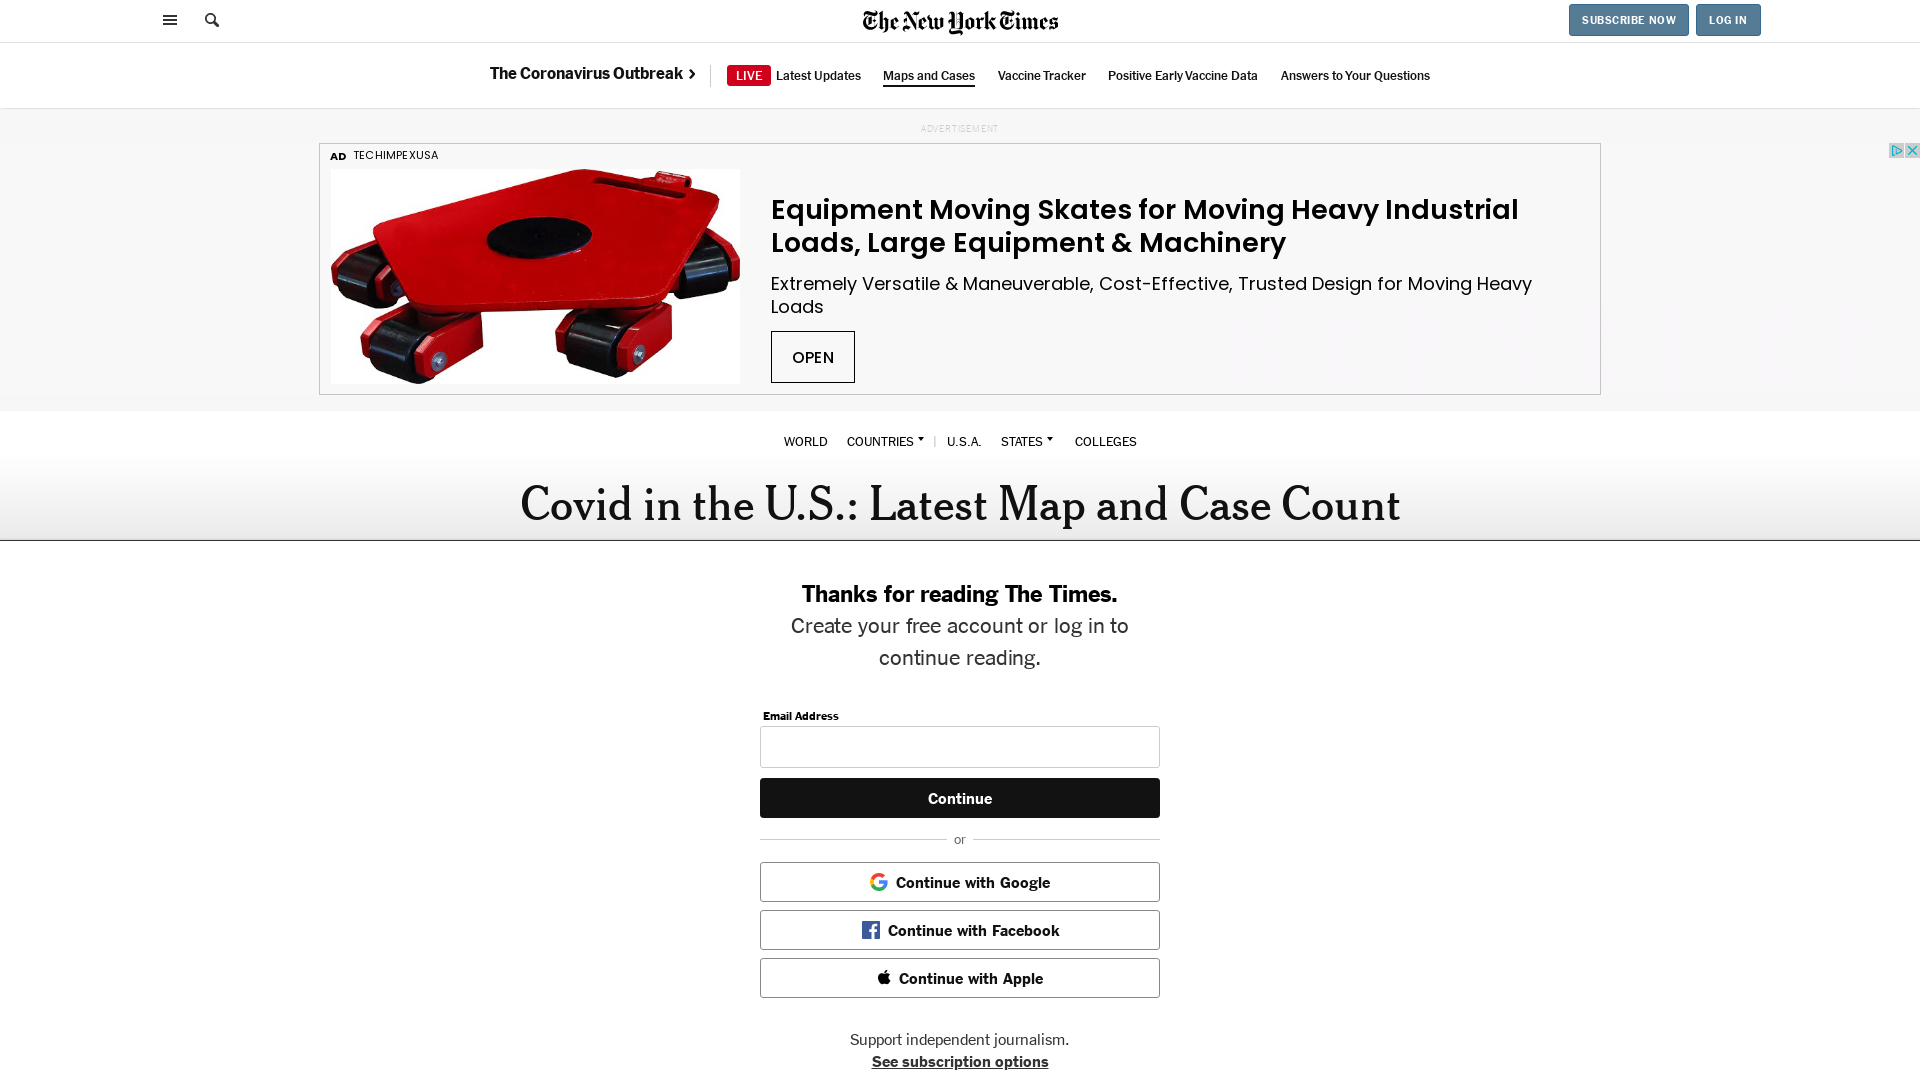 The New York Times
SUBSCRIBE NOW
LOG IN
The Coronavirus Outbreak
LIVE Latest Updates
Maps and Cases
Vaccine Tracker
Positive Early Vaccine Data
Answers to Your Questions
ADVERTISEMENT
AD TECHIMPEXUSA
Equipment Moving Skates for Moving Heavy Industrial
Loads, Large Equipment & Machinery
Extremely Versatile & Maneuverable, Cost-Effective, Trusted Design for Moving Heavy
Loads
OPEN
WORLD COUNTRIES | U.S.A. STATES COLLEGES
Covid in the U.S.: Latest Map and Case Count
Thanks for reading The Times.
Create your free account or log in to
continue reading.
Email Address
Continue
or
Continue with Google
Continue with Facebook
Continue with Apple
Support independent journalism.
See subscription options